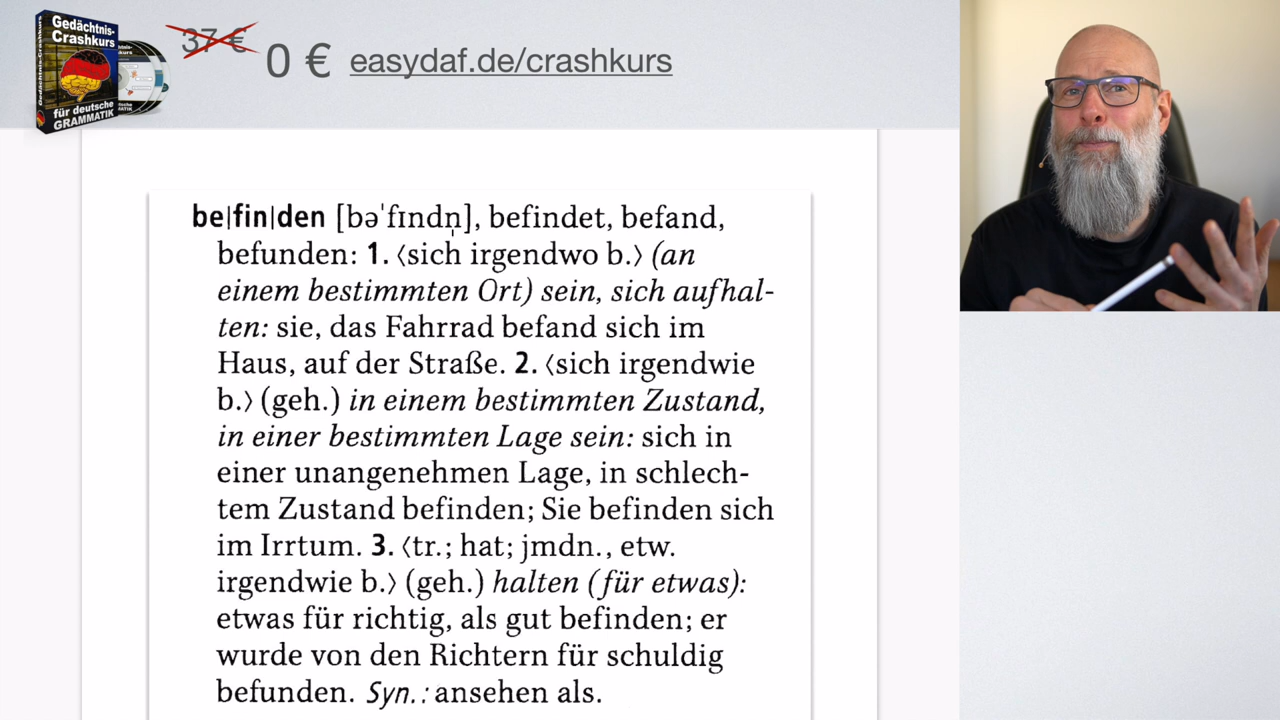 Gedächtnis-
Crashkurs
für deutsche
GRAMMATIK
37 €
0 €
easydaf.de/crashkurs
be|fin|den [bəˈfɪndn̩], befindet, befand,
befunden: 1. ⟨sich irgendwo b.⟩ (an
einem bestimmten Ort) sein, sich aufhal-
ten: sie, das Fahrrad befand sich im
Haus, auf der Straße. 2. ⟨sich irgendwie
b.⟩ (geh.) in einem bestimmten Zustand,
in einer bestimmten Lage sein: sich in
einer unangenehmen Lage, in schlech-
tem Zustand befinden; Sie befinden sich
im Irrtum. 3. ⟨tr.; hat; jmdn., etw.
irgendwie b.⟩ (geh.) halten (für etwas):
etwas für richtig, als gut befinden; er
wurde von den Richtern für schuldig
befunden. Syn.: ansehen als.